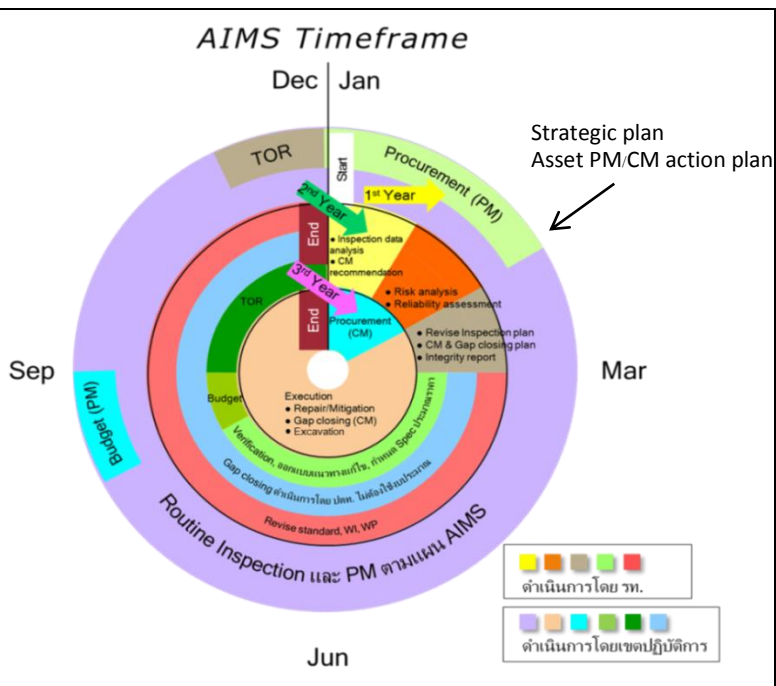 AIMS Timeframe
Dec
Jan
Strategic plan
Asset PM/CM action plan
TOR
Start
Procurement (PM)
1st Year
2nd Year
End
● Inspection data
analysis
● CM
recommendation
● Risk analysis
● Reliability assessment
3rd Year
TOR
End
Procurement
(CM)
● Revise Inspection plan
● CM & Gap closing plan
● Integrity report
Sep
Mar
Budget (PM)
Budget
Execution
● Repair/Mitigation
● Gap closing (CM)
● Excavation
Verification, ออกแบบแนวทางแก้ไข, กำหนด Spec ประมาณราคา
Gap closing ดำเนินการโดย ปตท. ไม่ต้องใช้งบประมาณ
Revise standard, WI, WP
Routine Inspection และ PM ตามแผน AIMS
Jun
ดำเนินการโดย รท.
ดำเนินการโดยเขตปฏิบัติการ